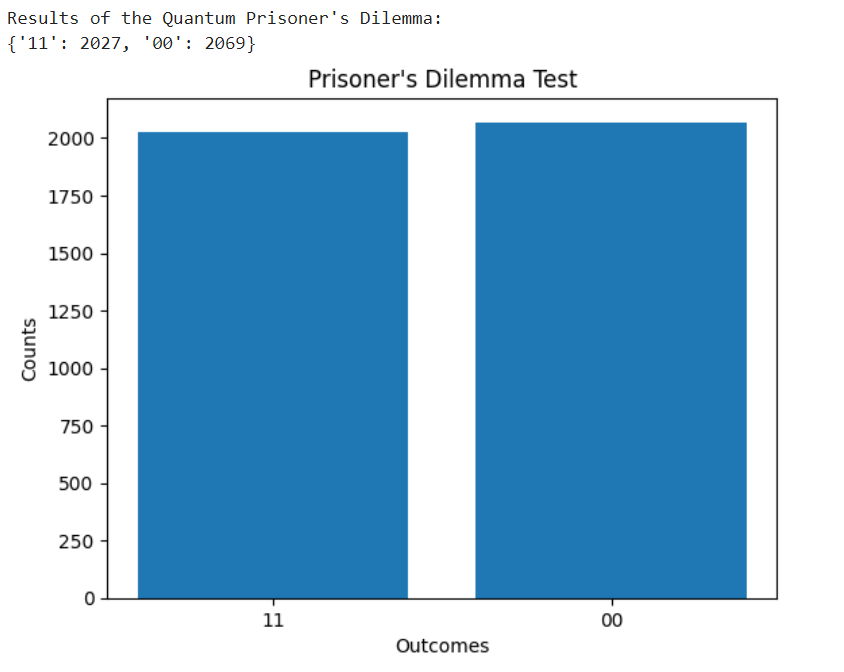 Results of the Quantum Prisoner's Dilemma:
{'11': 2027, '00': 2069}
Prisoner's Dilemma Test
2000
1750
1500
1250
1000
750
500
250
0
Counts
11 00
Outcomes